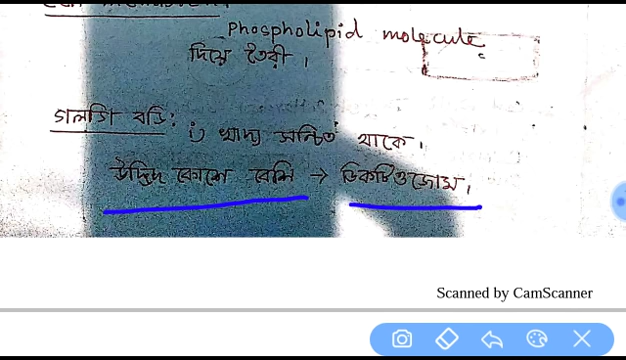 Phospholipid molecule
দিয়ে তৈরী।
গলগি বডি: i) খাদ্য সঞ্চিত থাকে।
উদ্ভিদ কোশে বেশি → ডিকটিওজোম।
Scanned by CamScanner